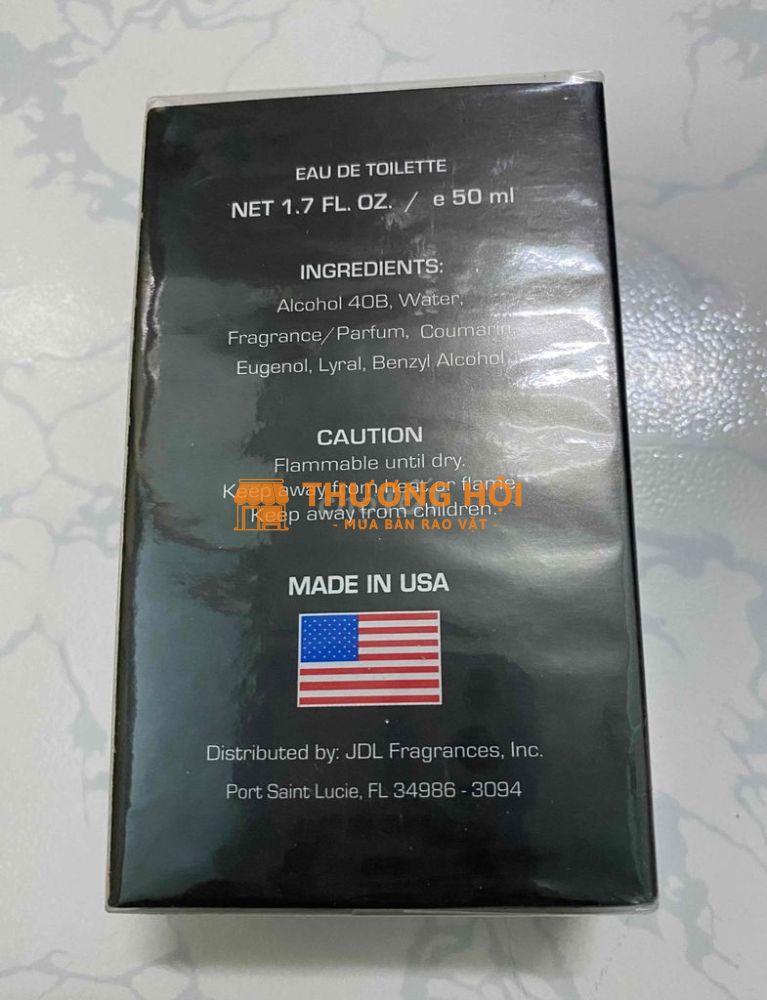 EAU DE TOILETTE
NET 1.7 FL. OZ. / e 50 ml
INGREDIENTS:
Alcohol 40B, Water,
Fragrance/Parfum, Coumarin,
Eugenol, Lyral, Benzyl Alcohol
CAUTION
Flammable until dry.
Keep away from heat or flame.
THƯƠNG HỘI
Keep away from children.
- MUA BÁN RAO VẶT -
MADE IN USA
Distributed by: JDL Fragrances, Inc.
Port Saint Lucie, FL 34986 - 3094